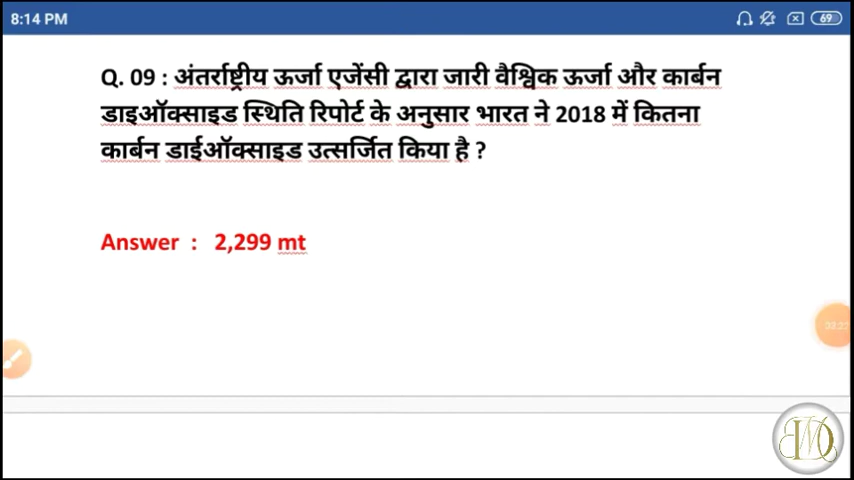 8:14 PM
69
Q. 09 : अंतर्राष्ट्रीय ऊर्जा एजेंसी द्वारा जारी वैश्विक ऊर्जा और कार्बन
डाइऑक्साइड स्थिति रिपोर्ट के अनुसार भारत ने 2018 में कितना
कार्बन डाईऑक्साइड उत्सर्जित किया है ?
Answer : 2,299 mt